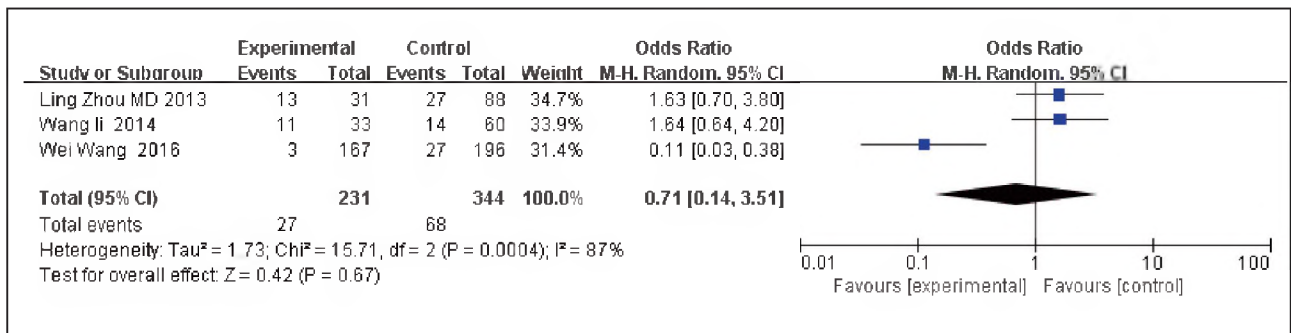 Experimental Control Odds Ratio Odds Ratio
Study or Subgroup Events Total Events Total Weight M-H. Random. 95% CI M-H. Random. 95% CI
Ling Zhou MD 2013 13 31 27 88 34.7% 1.63 [0.70, 3.80]
Wang li 2014 11 33 14 60 33.9% 1.64 [0.64, 4.20]
Wei Wang 2016 3 167 27 196 31.4% 0.11 [0.03, 0.38]
Total (95% CI) 231 344 100.0% 0.71 [0.14, 3.51]
Total events 27 68
Heterogeneity: Tau² = 1.73; Chi² = 15.71, df = 2 (P = 0.0004); I² = 87%
Test for overall effect: Z = 0.42 (P = 0.67)
0.01 0.1 1 10 100
Favours [experimental] Favours [control]